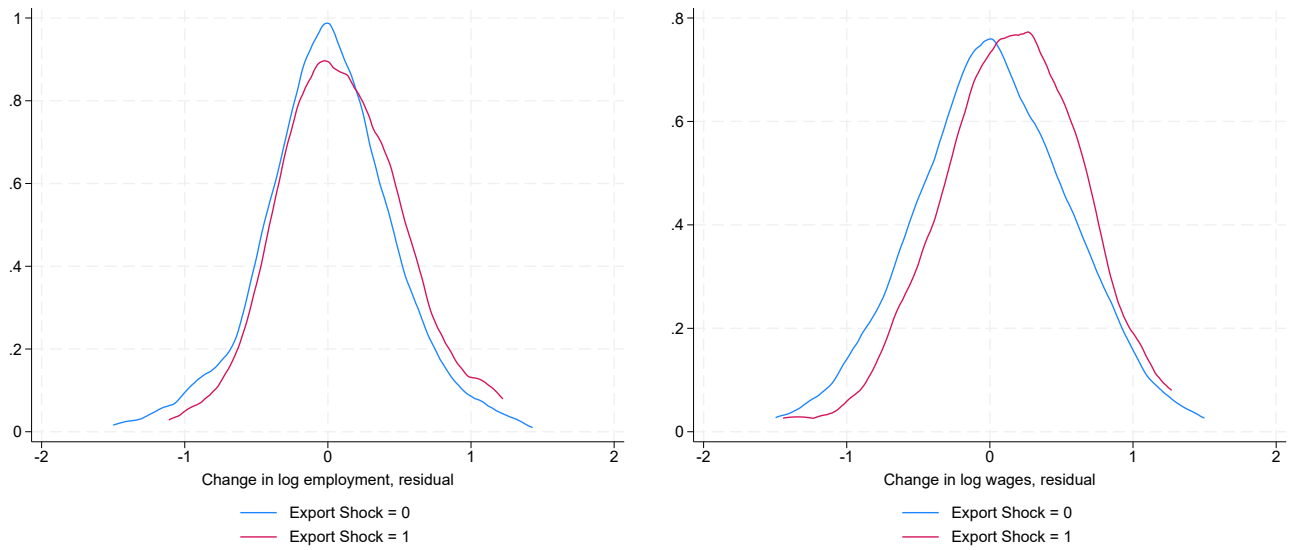 1
.8
.6
.4
.2
0
-2 -1 0 1 2
Change in log employment, residual
Export Shock = 0
Export Shock = 1
.8
.6
.4
.2
0
-2 -1 0 1 2
Change in log wages, residual
Export Shock = 0
Export Shock = 1